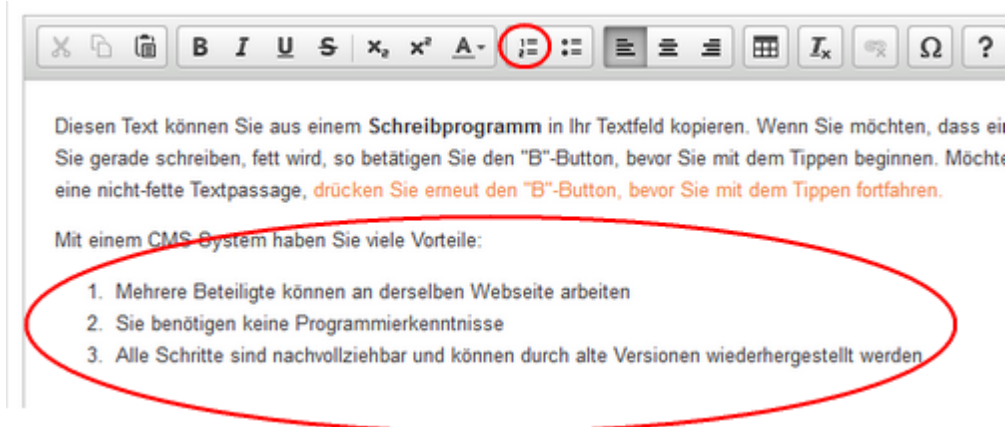 B I U S x₂ x² A Ix Ω ?
Diesen Text können Sie aus einem Schreibprogramm in Ihr Textfeld kopieren. Wenn Sie möchten, dass
Sie gerade schreiben, fett wird, so betätigen Sie den "B"-Button, bevor Sie mit dem Tippen beginnen.
eine nicht-fette Textpassage, drücken Sie erneut den "B"-Button, bevor Sie mit dem Tippen fortfahren.
Mit einem CMS-System haben Sie viele Vorteile:
1. Mehrere Beteiligte können an derselben Webseite arbeiten
2. Sie benötigen keine Programmierkenntnisse
3. Alle Schritte sind nachvollziehbar und können durch alte Versionen wiederhergestellt werden